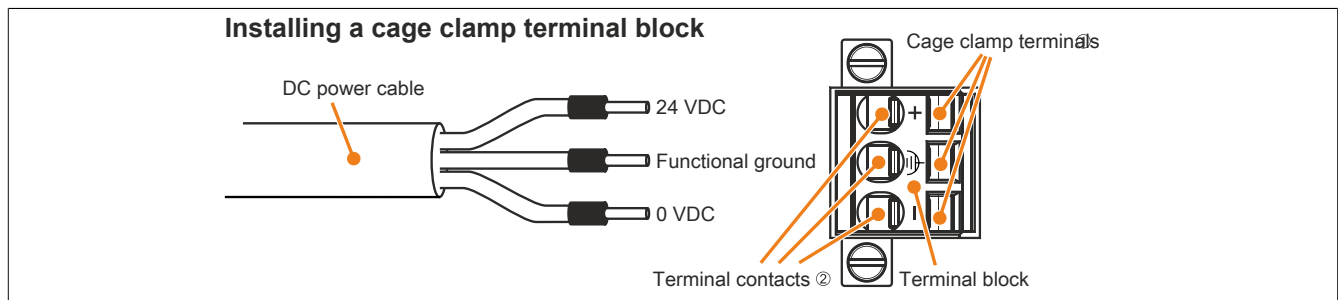 Installing a cage clamp terminal block
Cage clamp terminals①
DC power cable
24 VDC
+
Functional ground
0 VDC
–
Terminal contacts ②
Terminal block